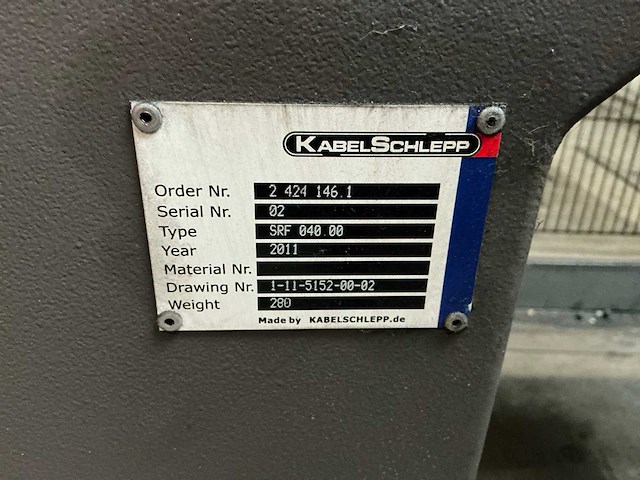 KABELSCHLEPP
Order Nr. 2 424 146.1
Serial Nr. 02
Type SRF 040.00
Year 2011
Material Nr.
Drawing Nr. 1-11-5152-00-02
Weight 280
Made by KABELSCHLEPP.de